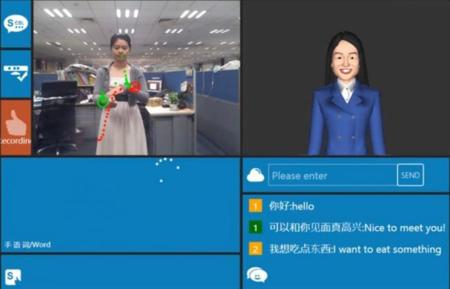 S
ecording
手语词/Word
Please enter
SEND
1 你好:hello
1 可以和你见面真高兴:Nice to meet you!
2 我想吃点东西:I want to eat something
S